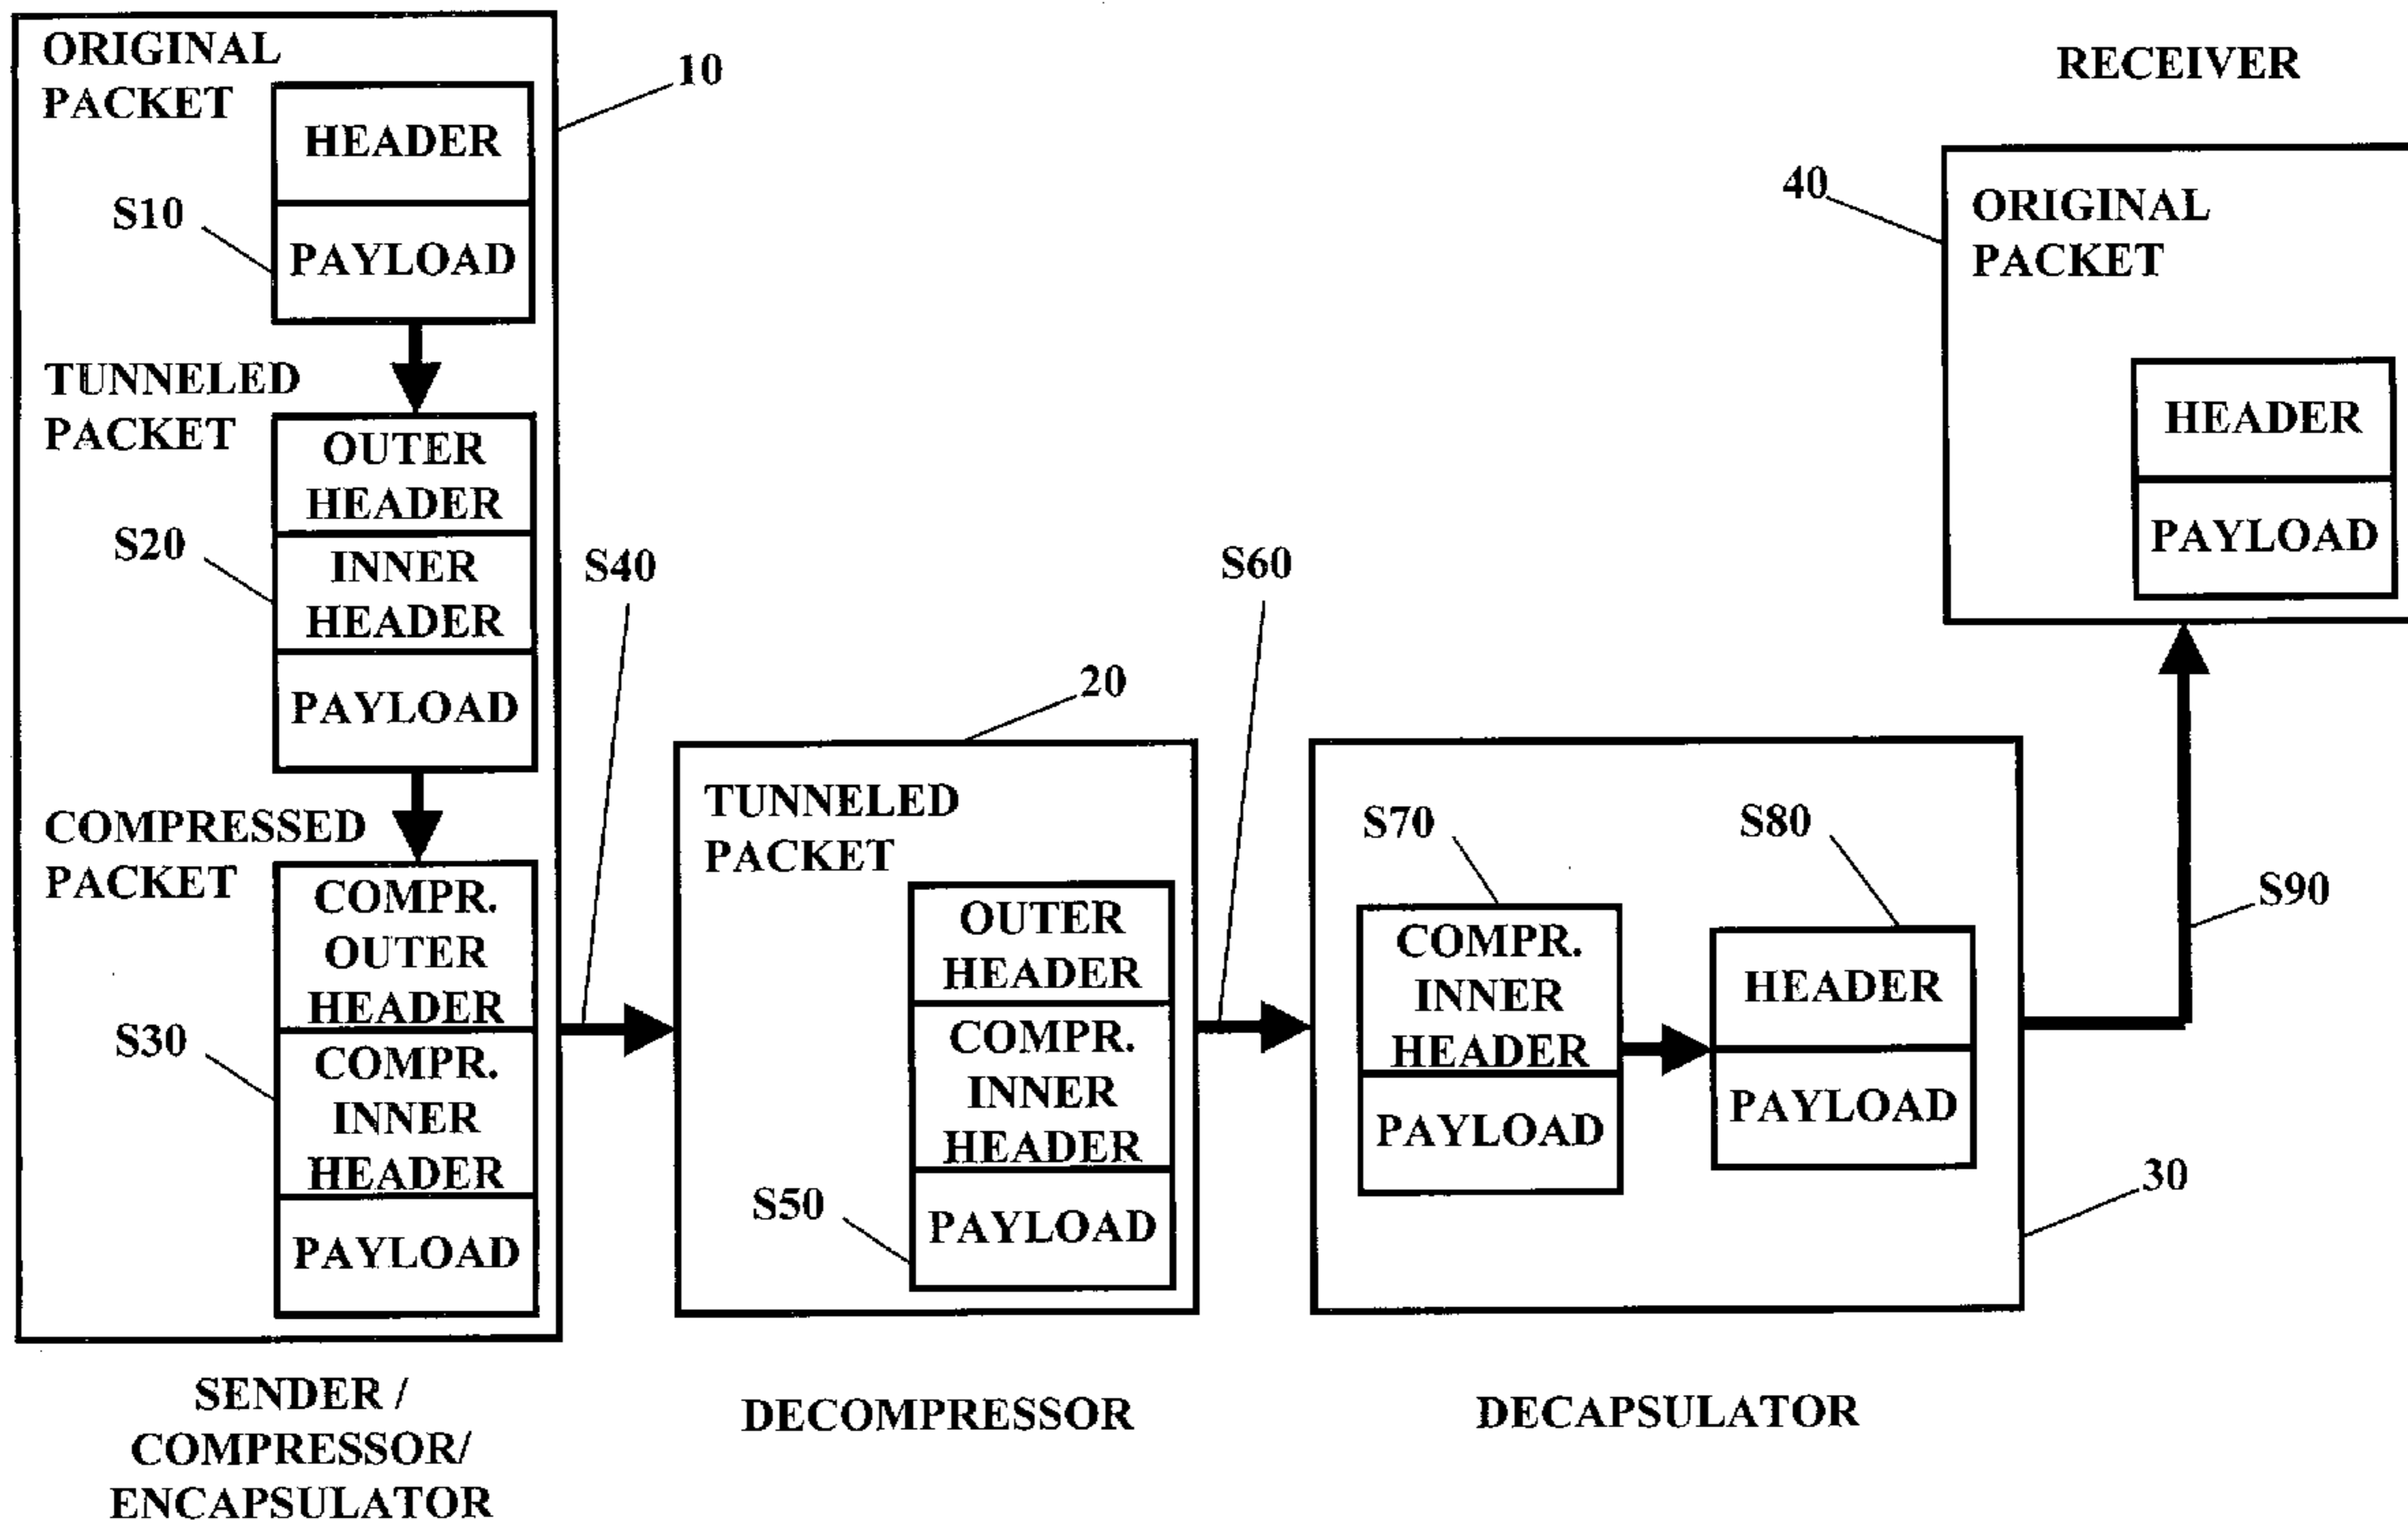 ORIGINAL
PACKET
10
HEADER
S10
PAYLOAD
TUNNELED
PACKET
OUTER
HEADER
S20
INNER
HEADER
PAYLOAD
COMPRESSED
PACKET
COMPR.
OUTER
HEADER
S30
COMPR.
INNER
HEADER
PAYLOAD
SENDER /
COMPRESSOR/
ENCAPSULATOR
S40
20
TUNNELED
PACKET
OUTER
HEADER
COMPR.
INNER
HEADER
S50
PAYLOAD
DECOMPRESSOR
S60
S70
COMPR.
INNER
HEADER
PAYLOAD
S80
HEADER
PAYLOAD
30
DECAPSULATOR
S90
RECEIVER
40
ORIGINAL
PACKET
HEADER
PAYLOAD